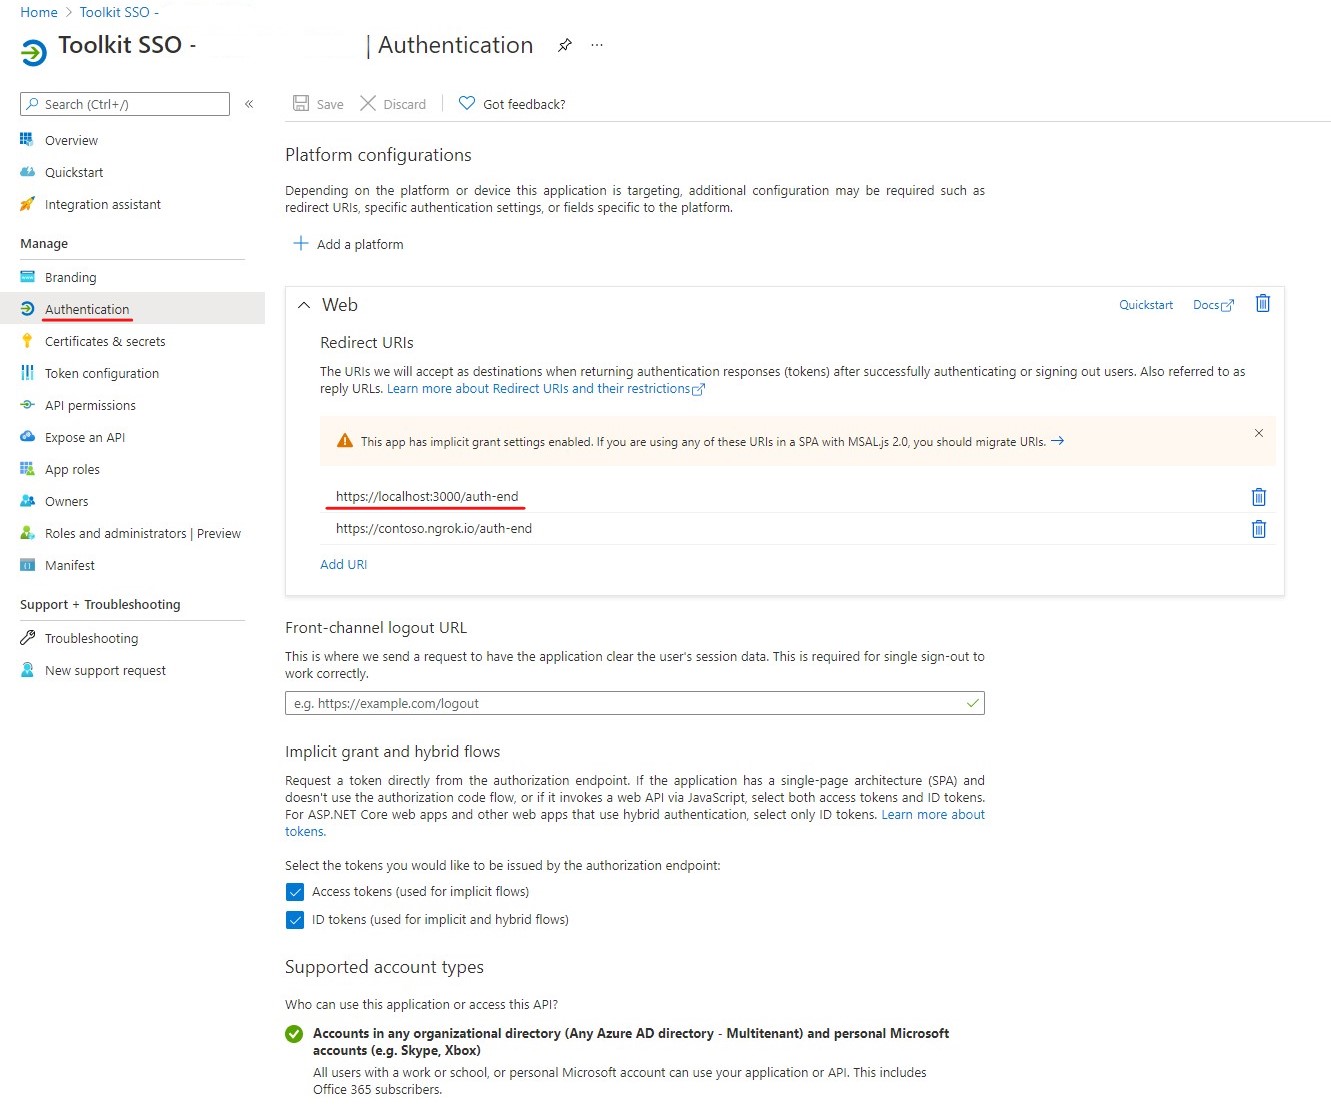 Home > Toolkit SSO -
Toolkit SSO - | Authentication ...
Search (Ctrl+/) «
Overview
Quickstart
Integration assistant
Manage
Branding
Authentication
Certificates & secrets
Token configuration
API permissions
Expose an API
App roles
Owners
Roles and administrators | Preview
Manifest
Support + Troubleshooting
Troubleshooting
New support request
Save Discard Got feedback?
Platform configurations
Depending on the platform or device this application is targeting, additional configuration may be required such as
redirect URIs, specific authentication settings, or fields specific to the platform.
Add a platform
Web Quickstart Docs
Redirect URIs
The URIs we will accept as destinations when returning authentication responses (tokens) after successfully authenticating or signing out users. Also referred to as
reply URLs. Learn more about Redirect URIs and their restrictions
This app has implicit grant settings enabled. If you are using any of these URIs in a SPA with MSAL.js 2.0, you should migrate URIs. →
https://localhost:3000/auth-end
https://contoso.ngrok.io/auth-end
Add URI
Front-channel logout URL
This is where we send a request to have the application clear the user's session data. This is required for single sign-out to
work correctly.
e.g. https://example.com/logout
Implicit grant and hybrid flows
Request a token directly from the authorization endpoint. If the application has a single-page architecture (SPA) and
doesn't use the authorization code flow, or if it invokes a web API via JavaScript, select both access tokens and ID tokens.
For ASP.NET Core web apps and other web apps that use hybrid authentication, select only ID tokens. Learn more about
tokens.
Select the tokens you would like to be issued by the authorization endpoint:
Access tokens (used for implicit flows)
ID tokens (used for implicit and hybrid flows)
Supported account types
Who can use this application or access this API?
Accounts in any organizational directory (Any Azure AD directory - Multitenant) and personal Microsoft
accounts (e.g. Skype, Xbox)
All users with a work or school, or personal Microsoft account can use your application or API. This includes
Office 365 subscribers.